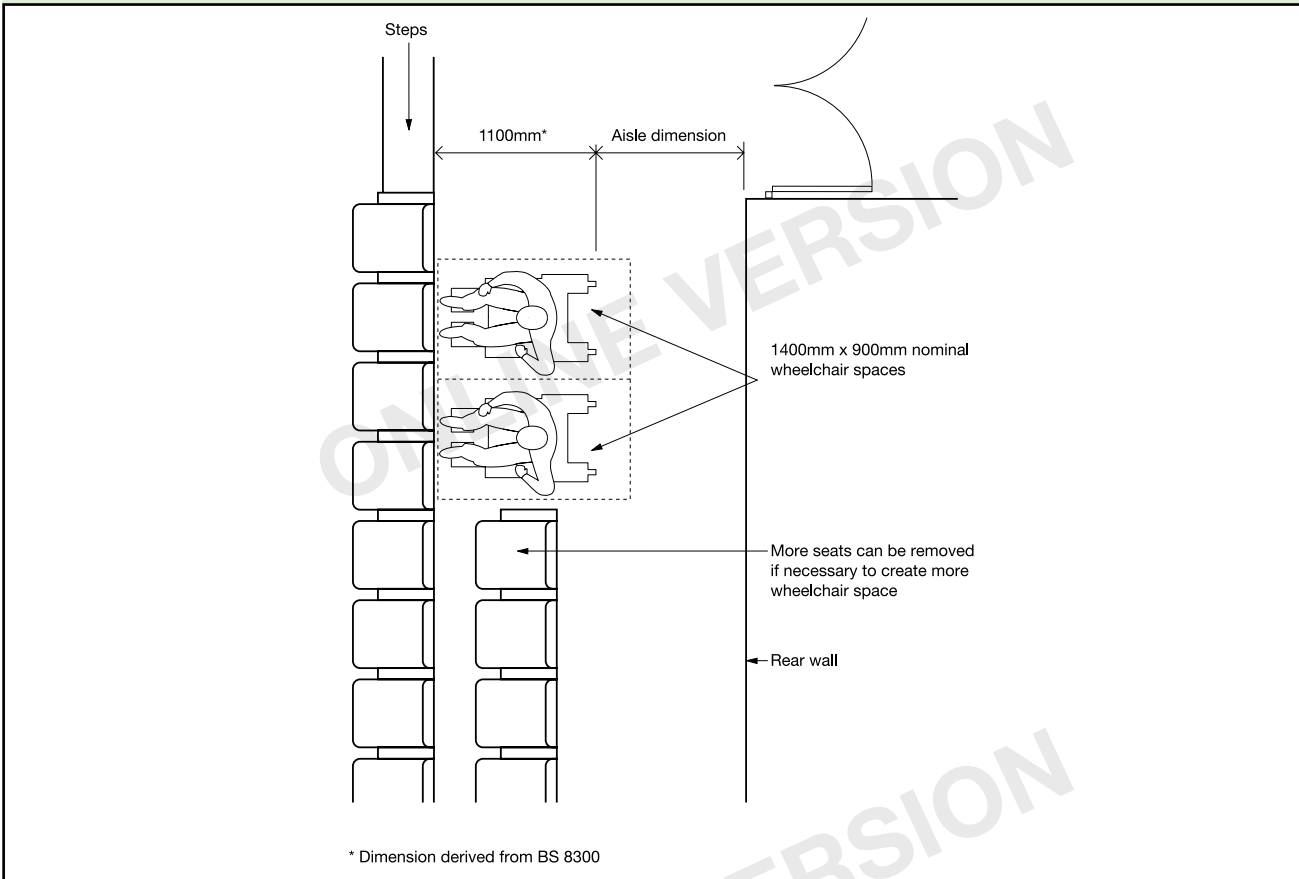 Steps
1100mm*
Aisle dimension
1400mm x 900mm nominal
wheelchair spaces
More seats can be removed
if necessary to create more
wheelchair space
Rear wall
* Dimension derived from BS 8300
ONLINE VERSION
VERSION